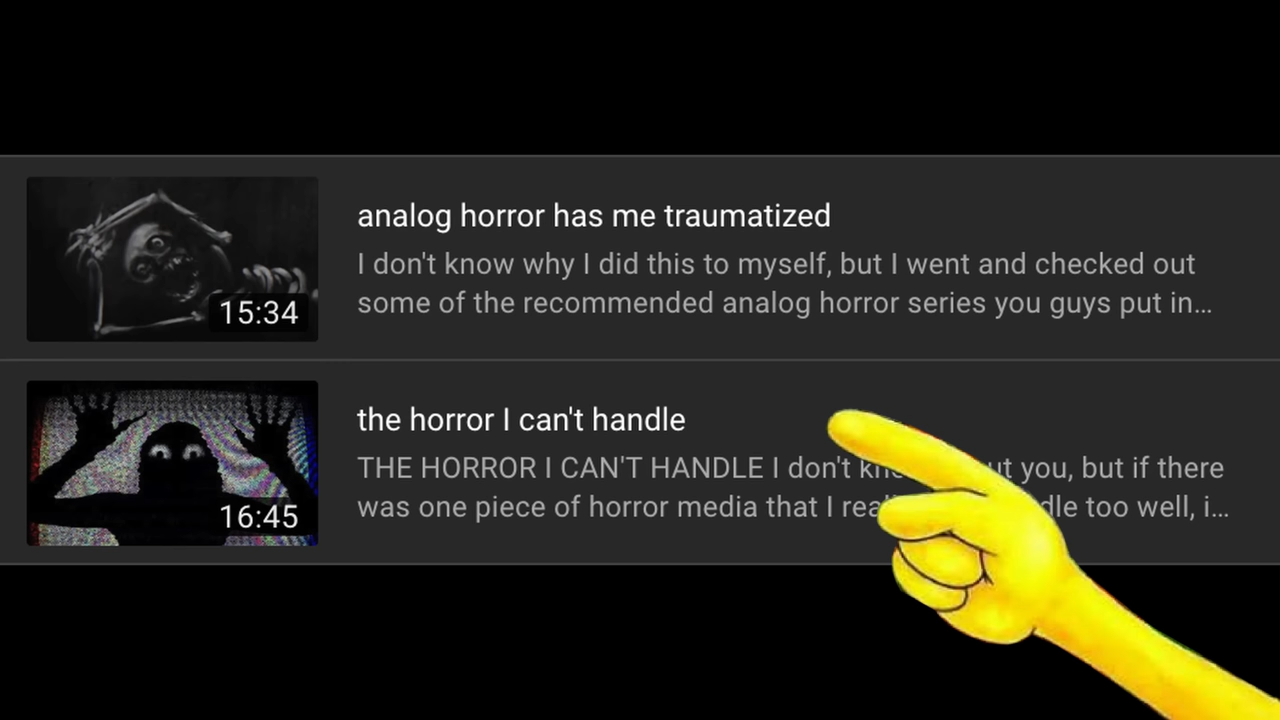 analog horror has me traumatized
I don't know why I did this to myself, but I went and checked out
some of the recommended analog horror series you guys put in…
15:34
the horror I can't handle
THE HORROR I CAN'T HANDLE I don't you, but if there
was one piece of horror media that I too well, i…
16:45